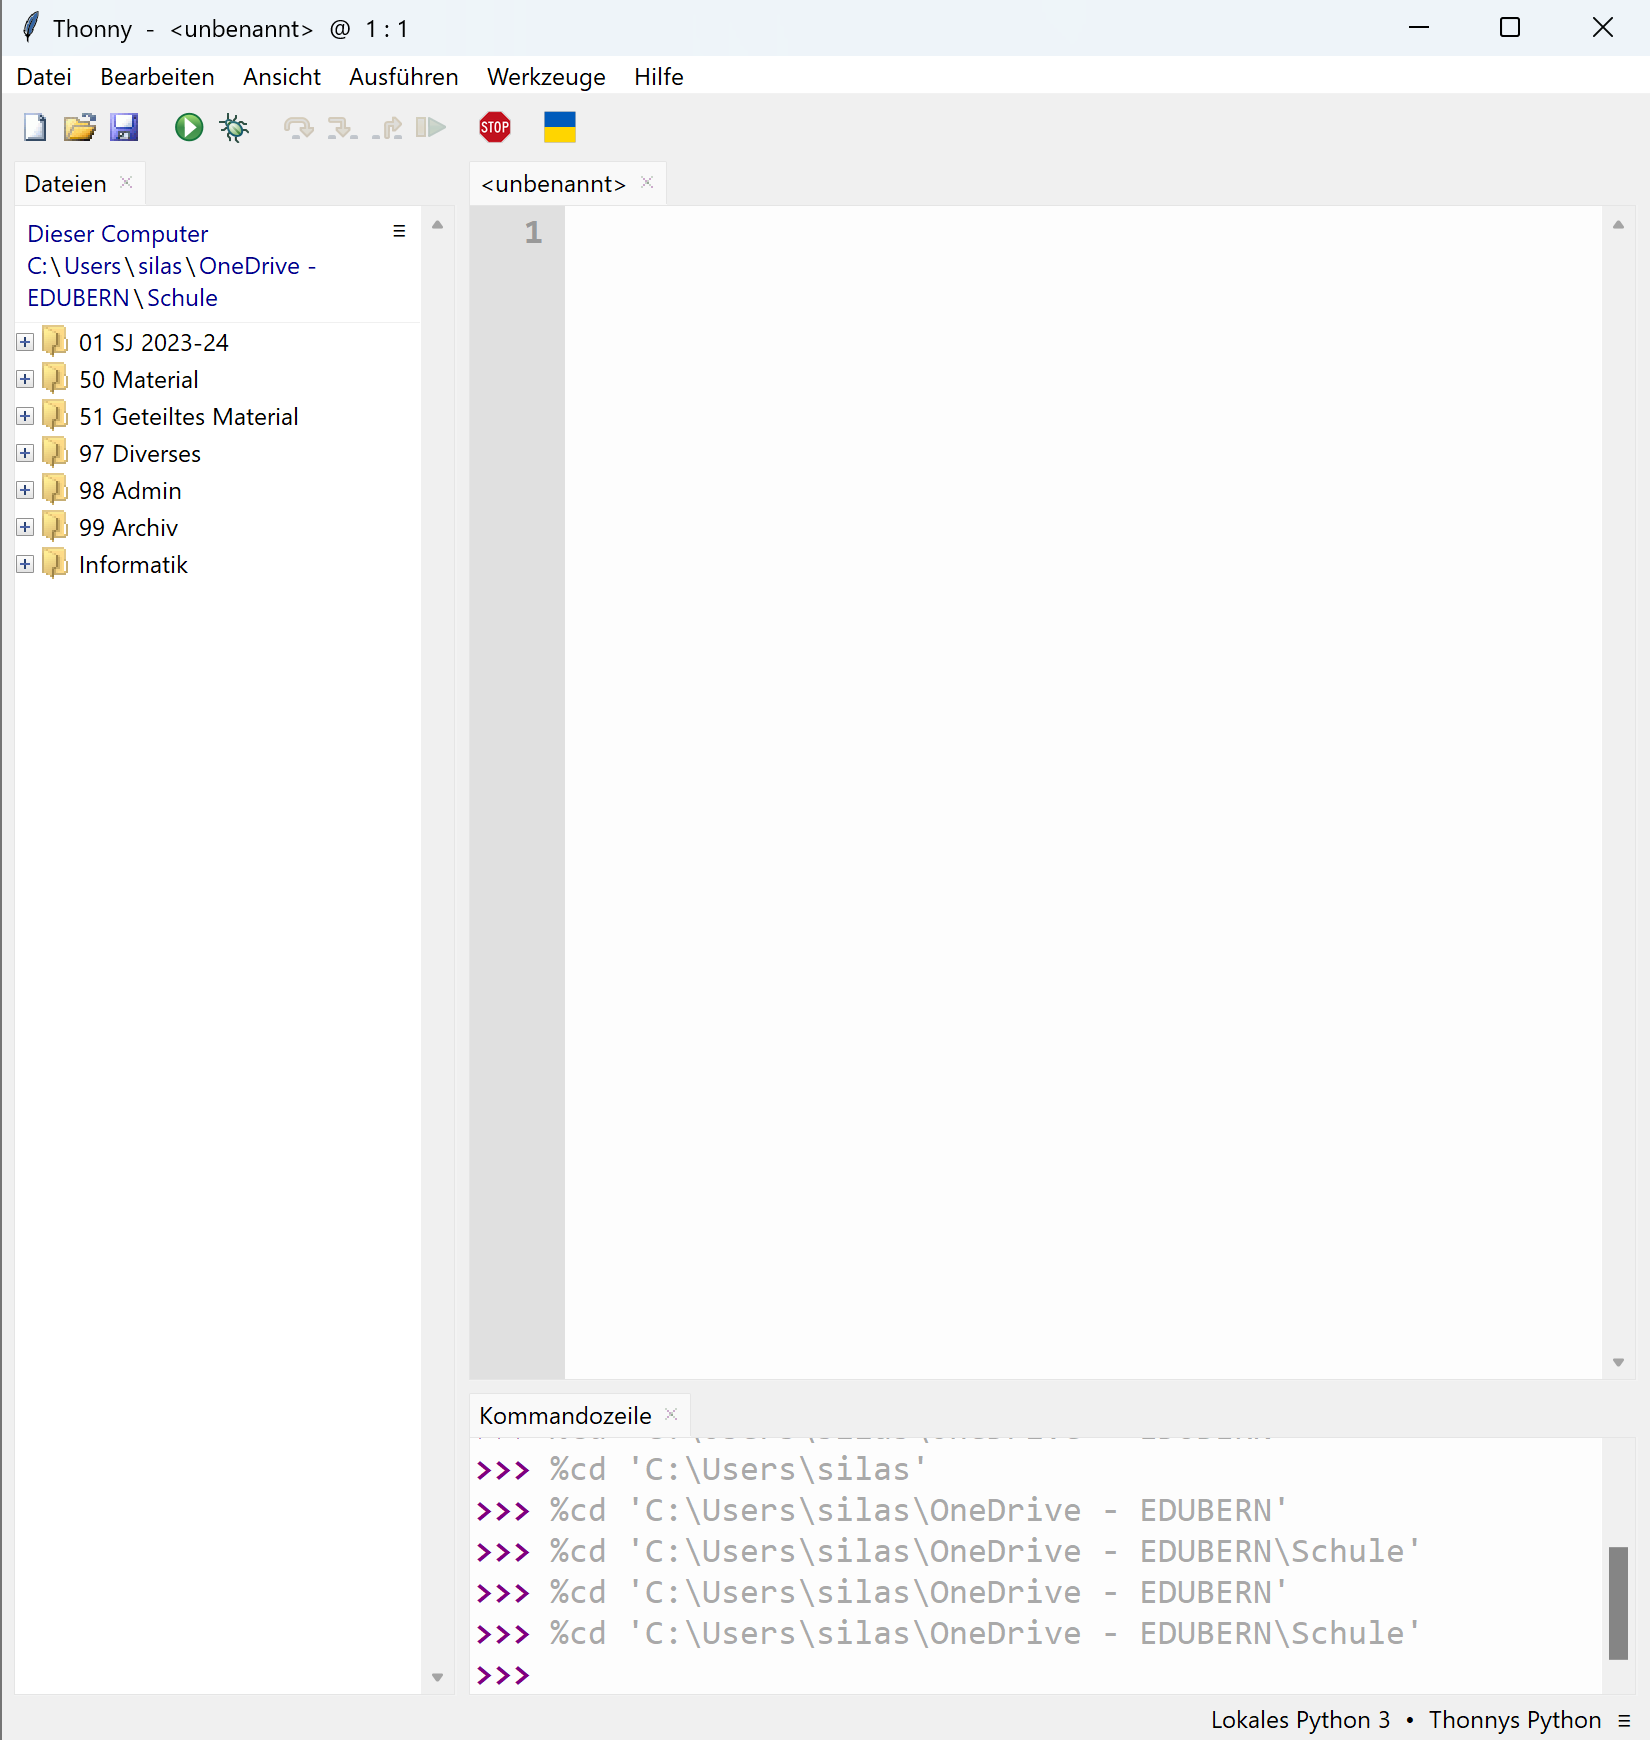 Thonny - <unbenannt> @ 1 : 1
Datei Bearbeiten Ansicht Ausführen Werkzeuge Hilfe
STOP
Dateien
Dieser Computer
C:\Users\silas\OneDrive -
EDUBERN\Schule
01 SJ 2023-24
50 Material
51 Geteiltes Material
97 Diverses
98 Admin
99 Archiv
Informatik
<unbenannt>
1
Kommandozeile
>>> %cd 'C:\Users\silas'
>>> %cd 'C:\Users\silas\OneDrive - EDUBERN'
>>> %cd 'C:\Users\silas\OneDrive - EDUBERN\Schule'
>>> %cd 'C:\Users\silas\OneDrive - EDUBERN'
>>> %cd 'C:\Users\silas\OneDrive - EDUBERN\Schule'
>>>
Lokales Python 3 • Thonnys Python ≡